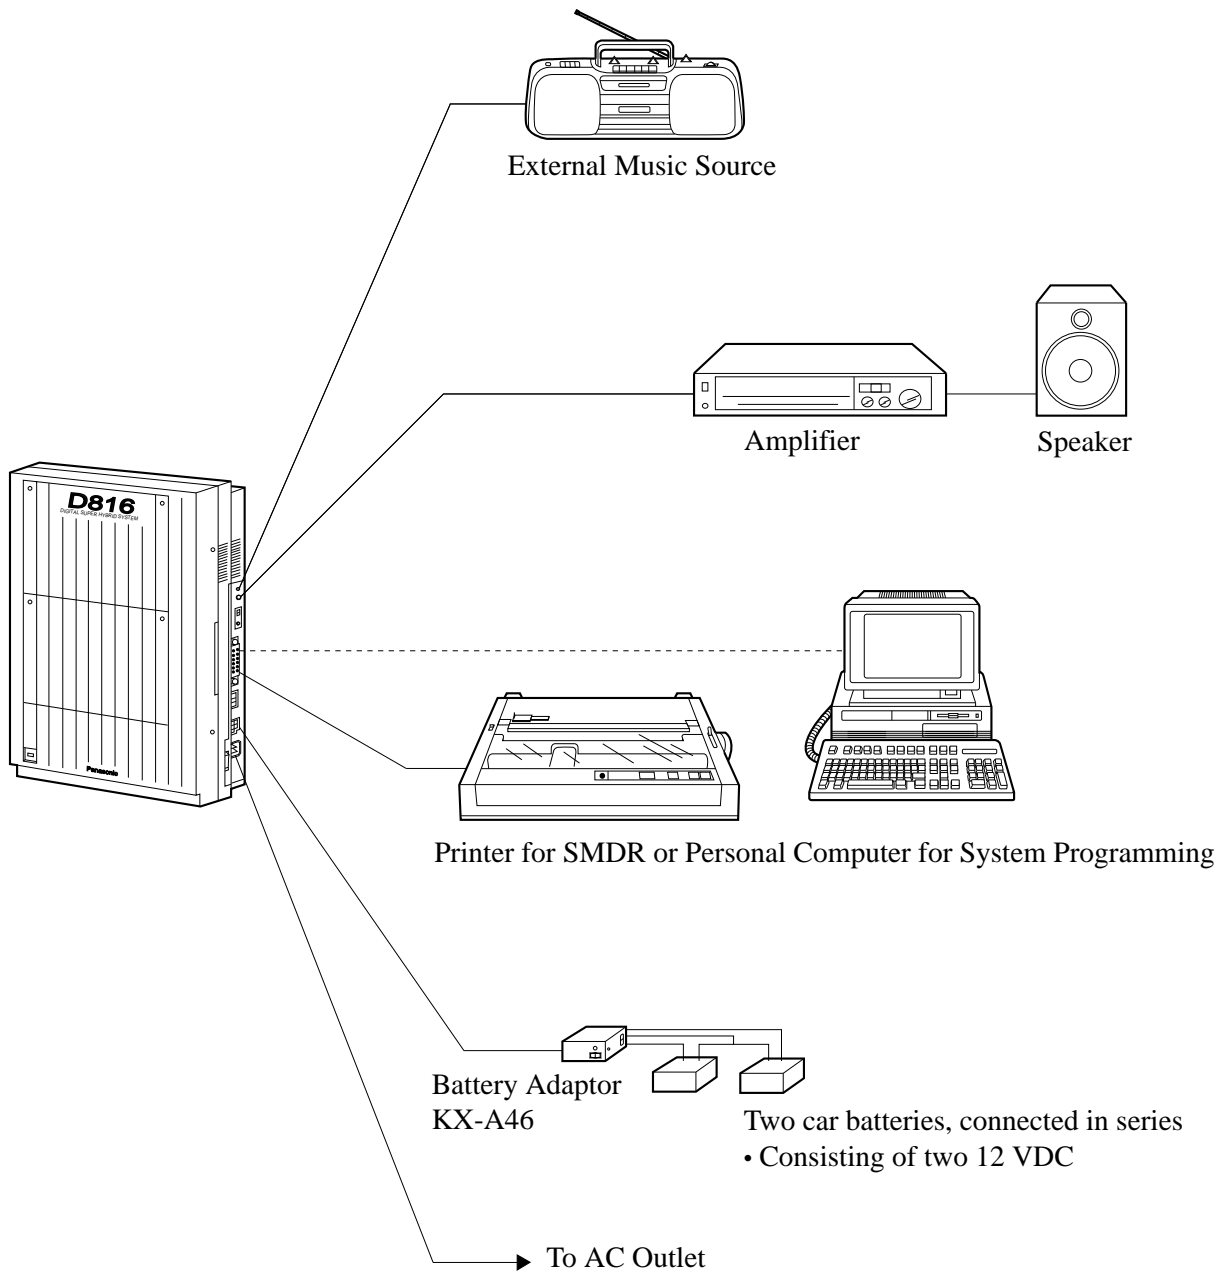 External Music Source
Amplifier
Speaker
D816
DIGITAL SUPER HYBRID SYSTEM
Panasonic
Printer for SMDR or Personal Computer for System Programming
Battery Adaptor
KX-A46
Two car batteries, connected in series
• Consisting of two 12 VDC
To AC Outlet